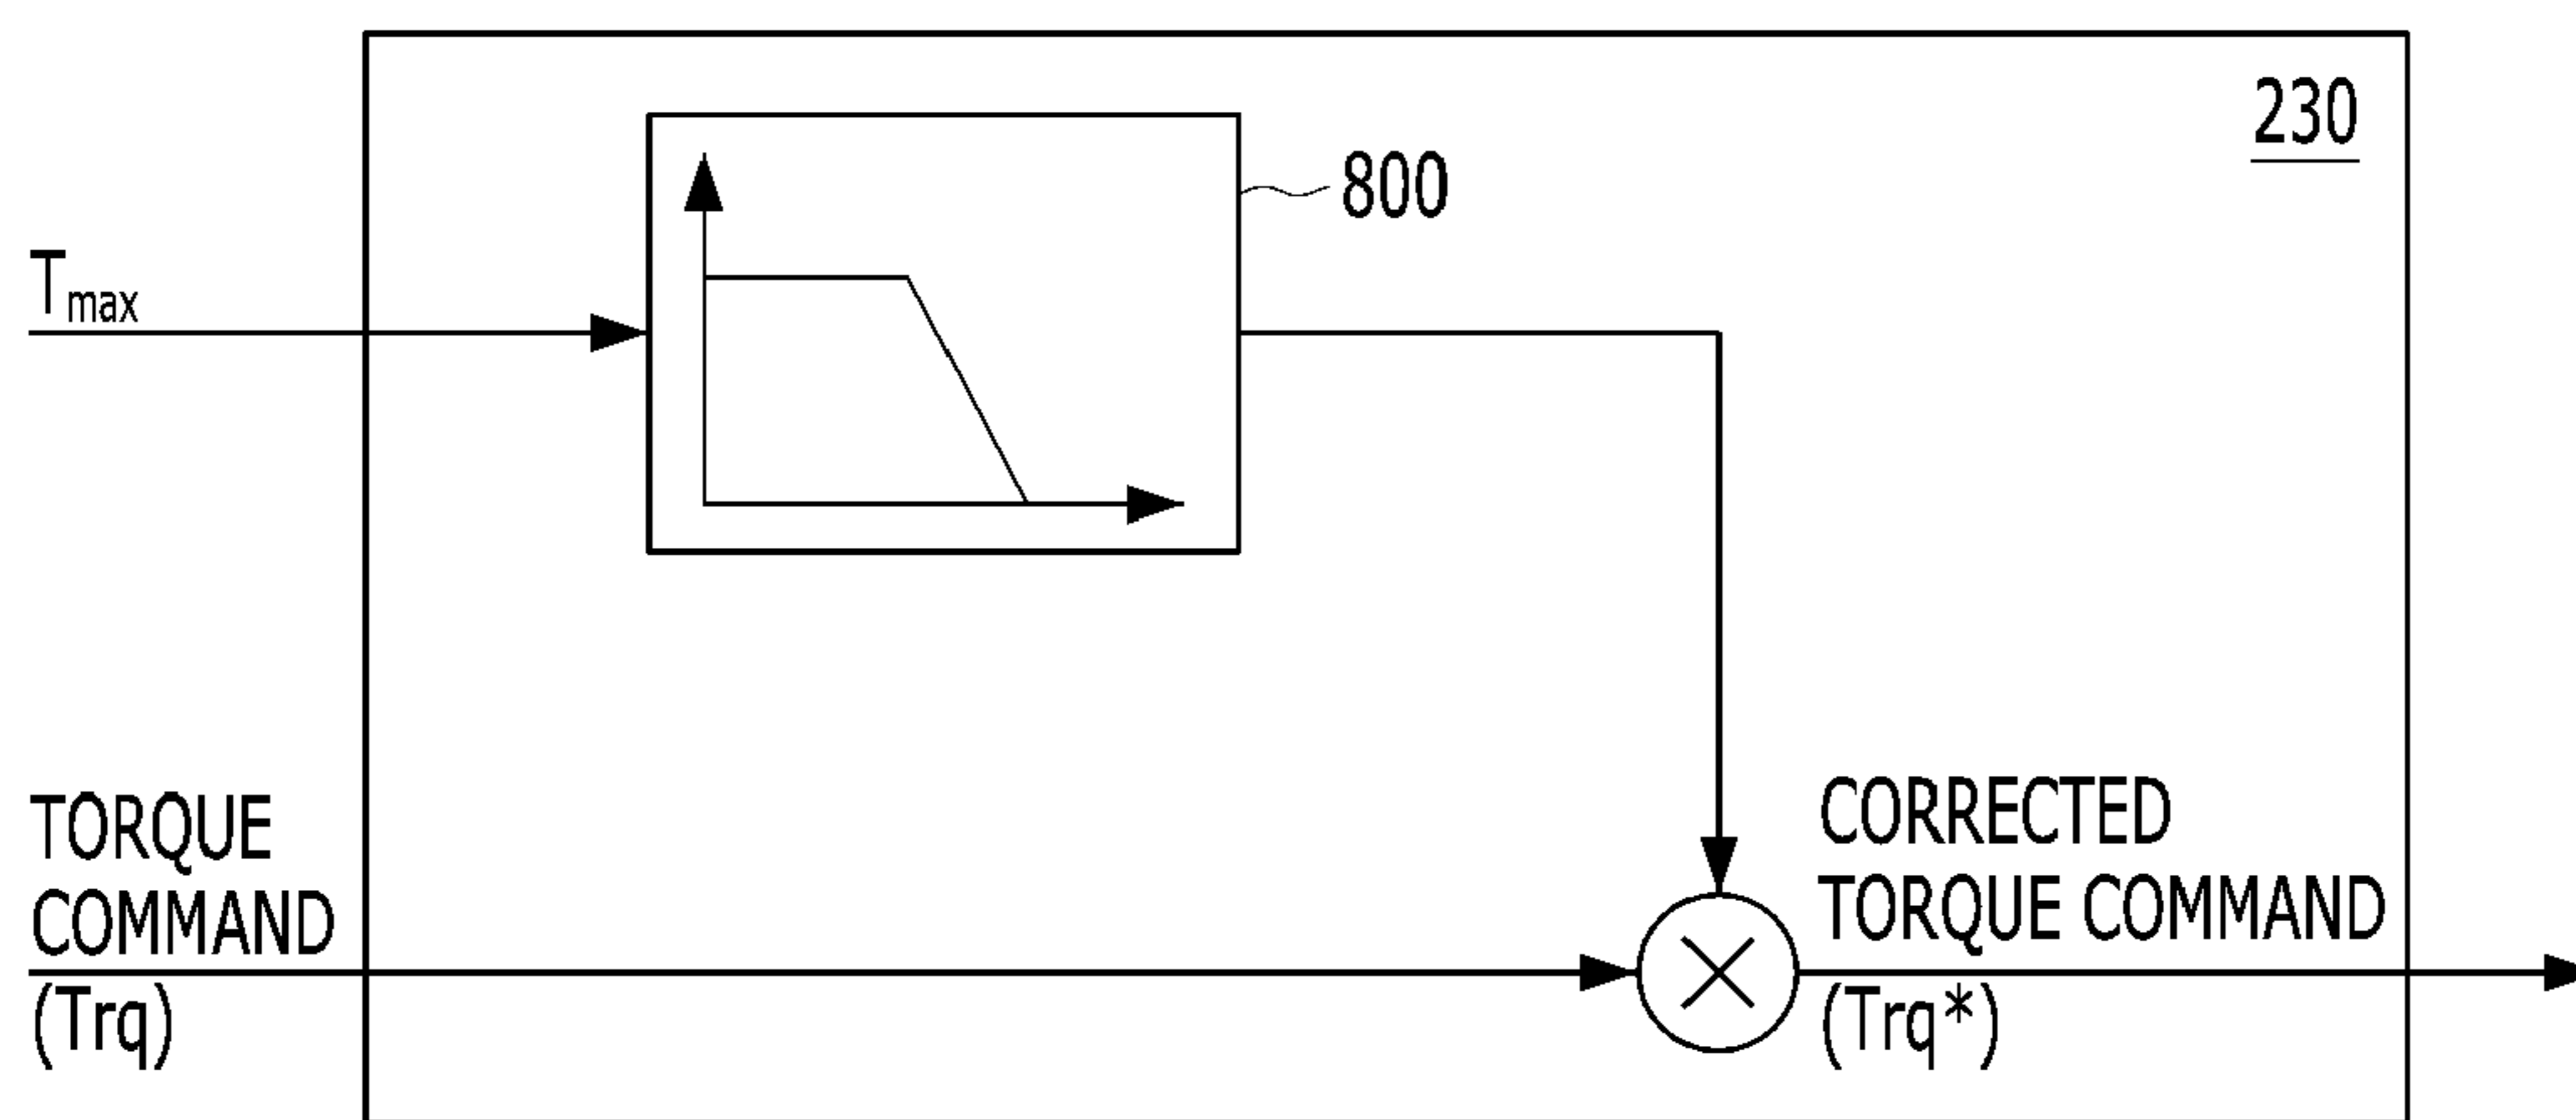 230
800
Tmax
TORQUE
COMMAND
(Trq)
CORRECTED
TORQUE COMMAND
(Trq*)